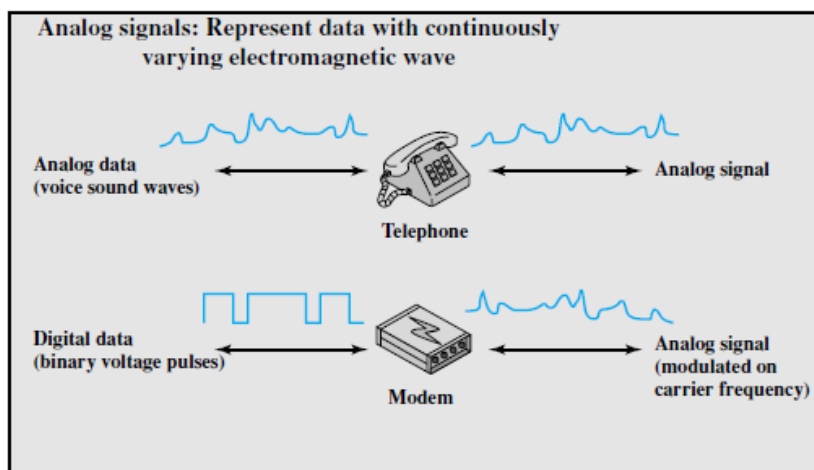 Analog signals: Represent data with continuously
varying electromagnetic wave
Analog data
(voice sound waves)
Analog signal
Telephone
Digital data
(binary voltage pulses)
Analog signal
(modulated on
carrier frequency)
Modem